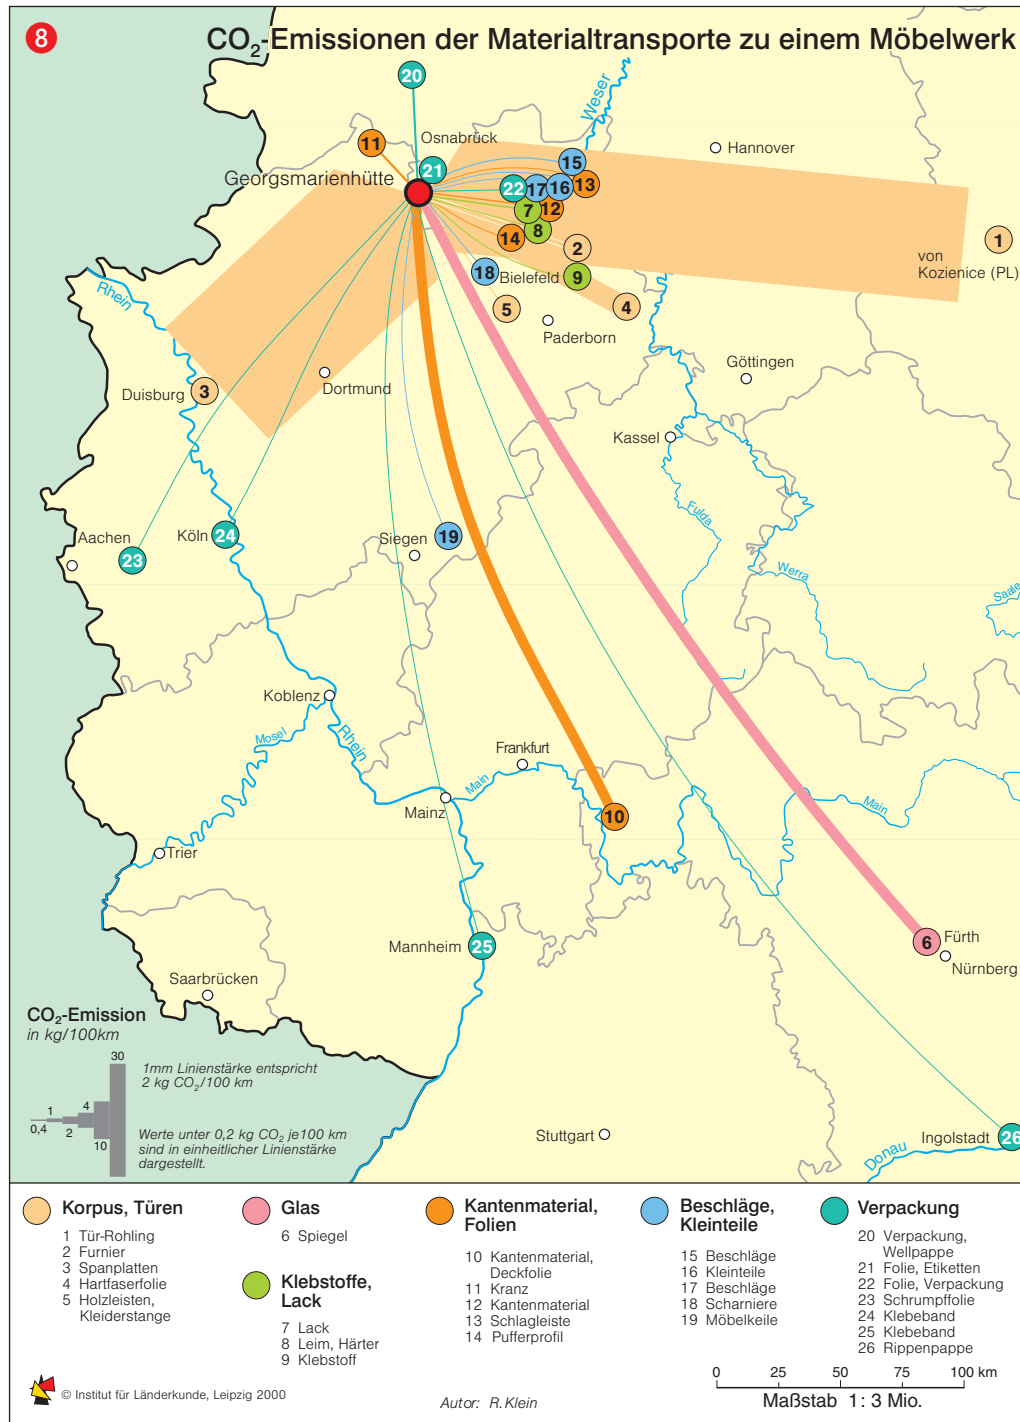 8
CO₂-Emissionen der Materialtransporte zu einem Möbelwerk
20
Weser
11
Osnabrück
Hannover
21
15
Georgsmarienhütte
22
17
16
13
7
12
14
8
2
1
von
Kozienice (PL)
18
Bielefeld
9
Rhein
5
4
Paderborn
Göttingen
Duisburg
3
Dortmund
Kassel
Fulda
Aachen
Köln
24
Siegen
19
23
Werra
Saale
Koblenz
Mosel
Rhein
Frankfurt
Main
Main
Mainz
10
Trier
Mannheim
25
6
Fürth
Nürnberg
Saarbrücken
CO₂-Emission
in kg/100km
30
1mm Linienstärke entspricht
2 kg CO₂/100 km
4
1
0,4
2
10
Werte unter 0,2 kg CO₂ je100 km
sind in einheitlicher Linienstärke
dargestellt.
Stuttgart
Ingolstadt
26
Donau
Korpus, Türen
1 Tür-Rohling
2 Furnier
3 Spanplatten
4 Hartfaserfolie
5 Holzleisten,
Kleiderstange
Glas
6 Spiegel
Klebstoffe,
Lack
7 Lack
8 Leim, Härter
9 Klebstoff
Kantenmaterial,
Folien
10 Kantenmaterial,
Deckfolie
11 Kranz
12 Kantenmaterial
13 Schlagleiste
14 Pufferprofil
Beschläge,
Kleinteile
15 Beschläge
16 Kleinteile
17 Beschläge
18 Scharniere
19 Möbelkeile
Verpackung
20 Verpackung,
Wellpappe
21 Folie, Etiketten
22 Folie, Verpackung
23 Schrumpffolie
24 Klebeband
25 Klebeband
26 Rippenpappe
0 25 50 75 100 km
Maßstab 1 : 3 Mio.
© Institut für Länderkunde, Leipzig 2000
Autor: R. Klein